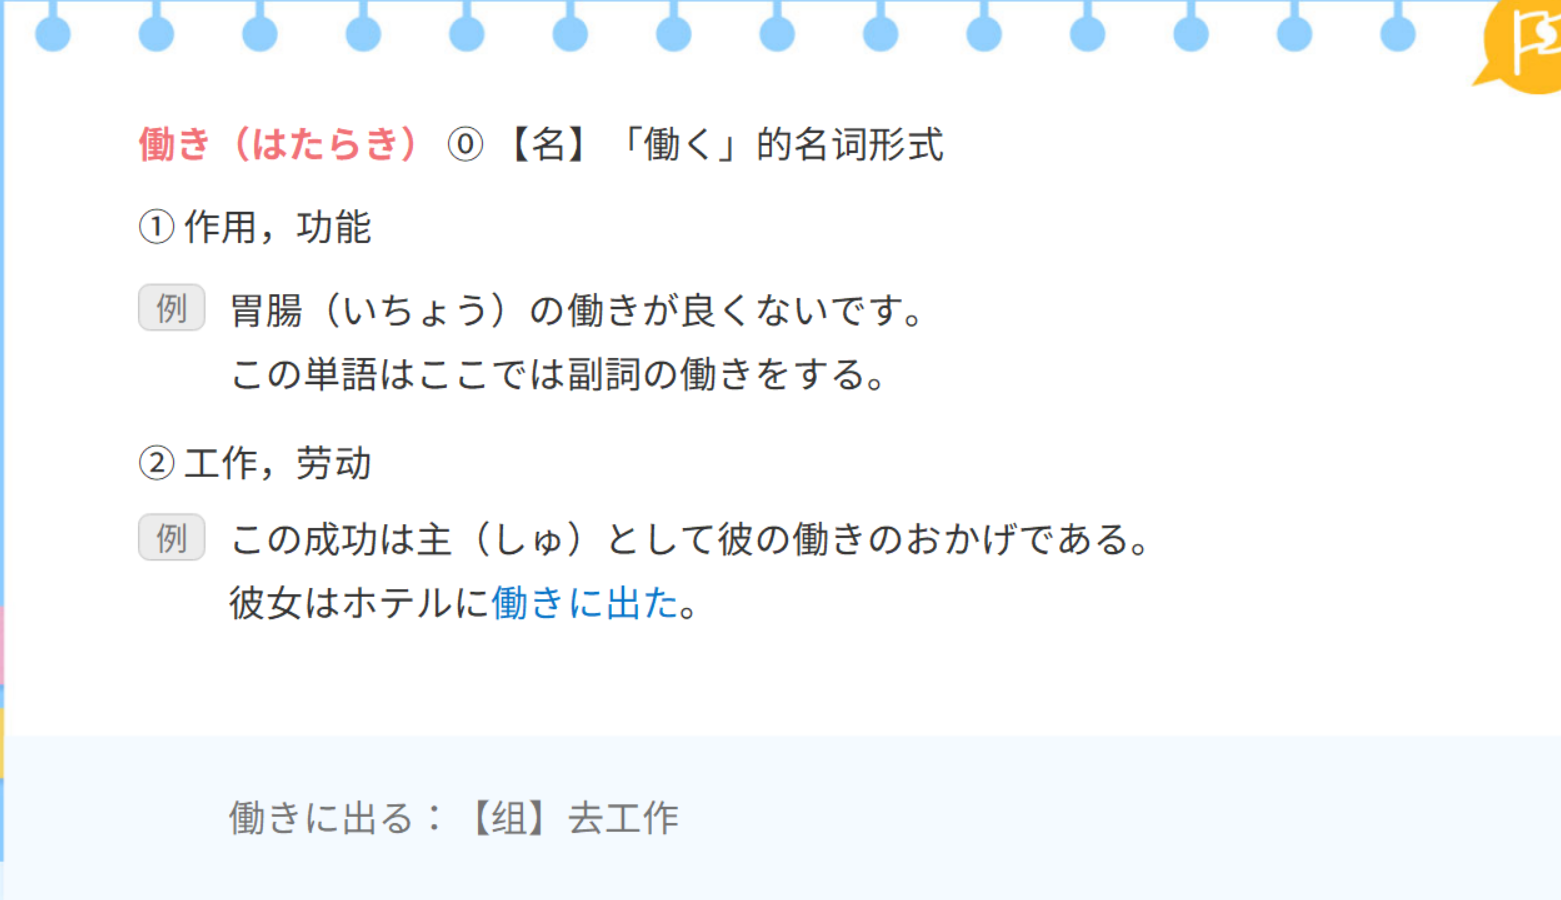 働き（はたらき） ⓪ 【名】 「働く」的名词形式
① 作用，功能
例 胃腸（いちょう）の働きが良くないです。
この単語はここでは副詞の働きをする。
② 工作，劳动
例 この成功は主（しゅ）として彼の働きのおかげである。
彼女はホテルに働きに出た。
働きに出る：【组】去工作